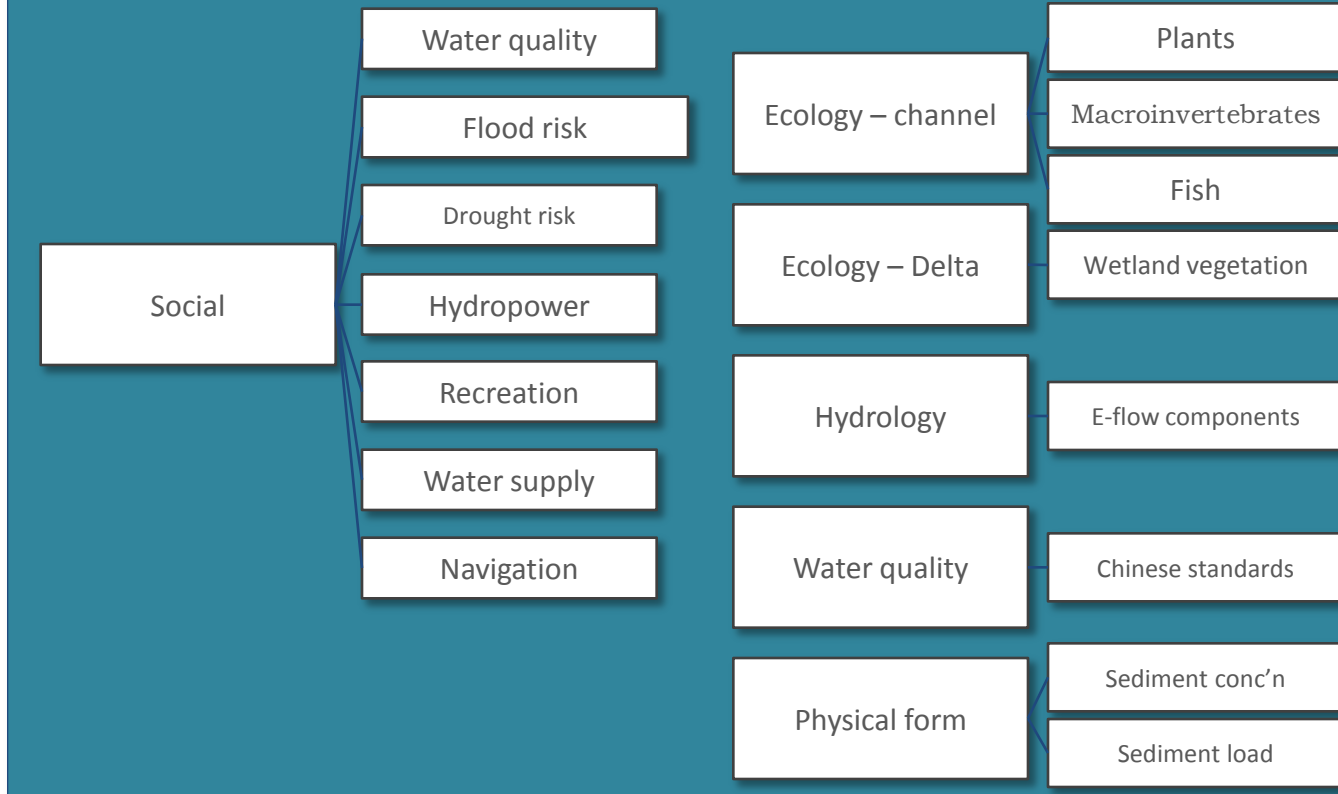 Social
Water quality
Flood risk
Drought risk
Hydropower
Recreation
Water supply
Navigation
Ecology – channel
Plants
Macroinvertebrates
Fish
Ecology – Delta
Wetland vegetation
Hydrology
E-flow components
Water quality
Chinese standards
Physical form
Sediment conc’n
Sediment load